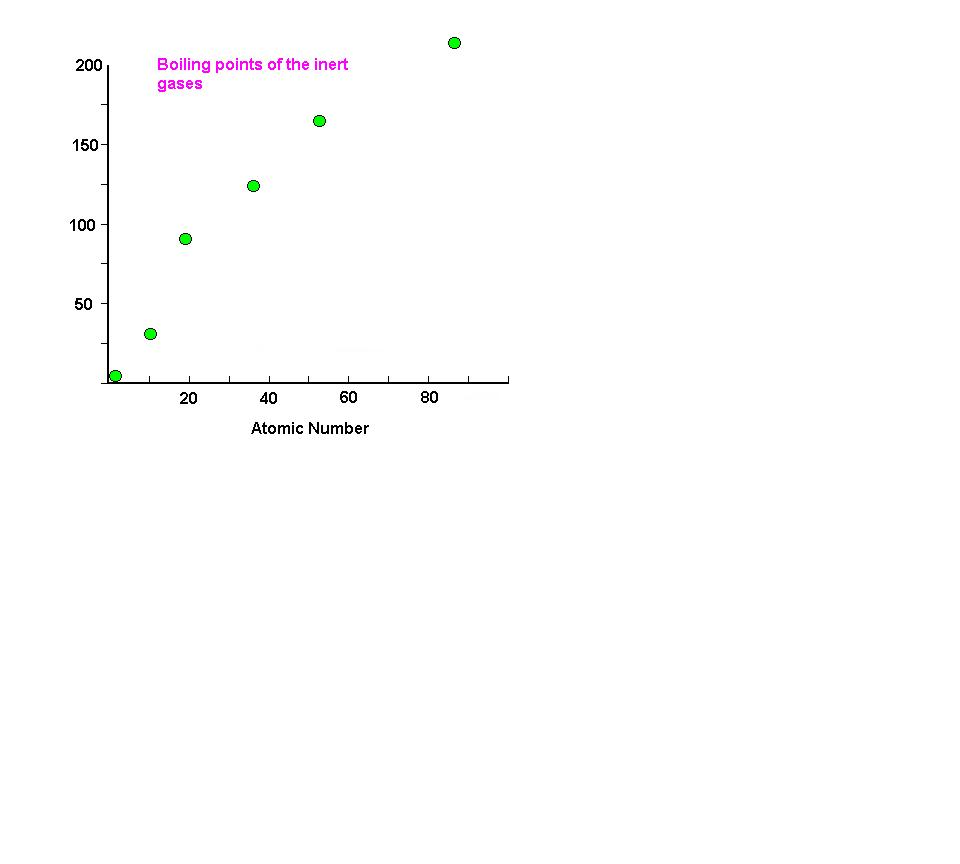 Boiling points of the inert
gases
200
150
100
50
20 40 60 80
Atomic Number